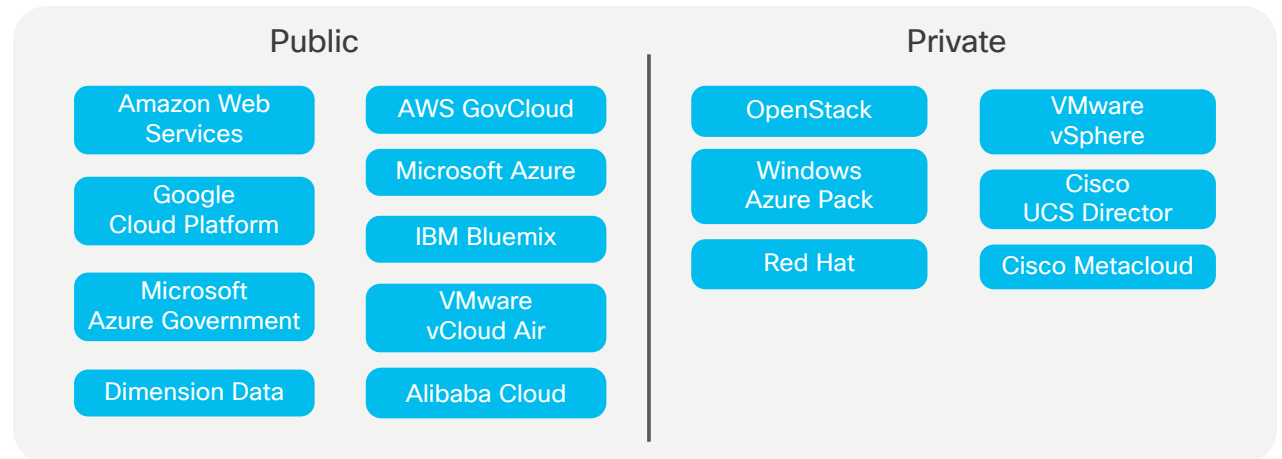 Public
Amazon Web
Services
Google
Cloud Platform
Microsoft
Azure Government
Dimension Data
AWS GovCloud
Microsoft Azure
IBM Bluemix
VMware
vCloud Air
Alibaba Cloud
Private
OpenStack
Windows
Azure Pack
Red Hat
VMware
vSphere
Cisco
UCS Director
Cisco Metacloud